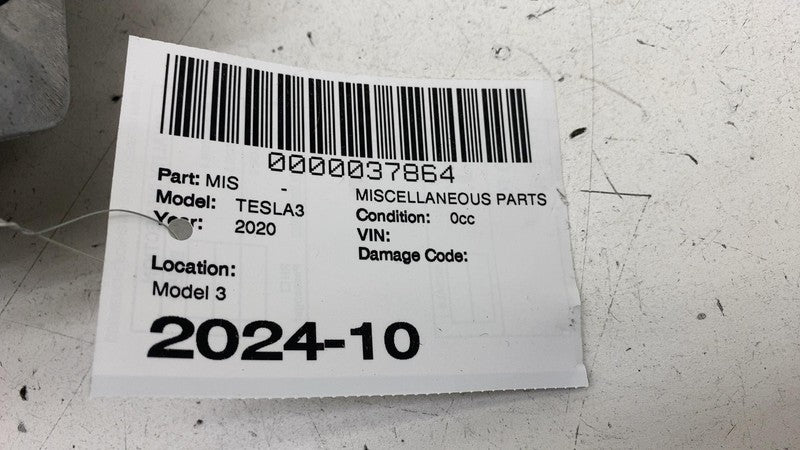 0000037864
Part: MIS -
MISCELLANEOUS PARTS
Model: TESLA3
Condition: 0cc
Year: 2020
VIN:
Damage Code:
Location:
Model 3
2024-10